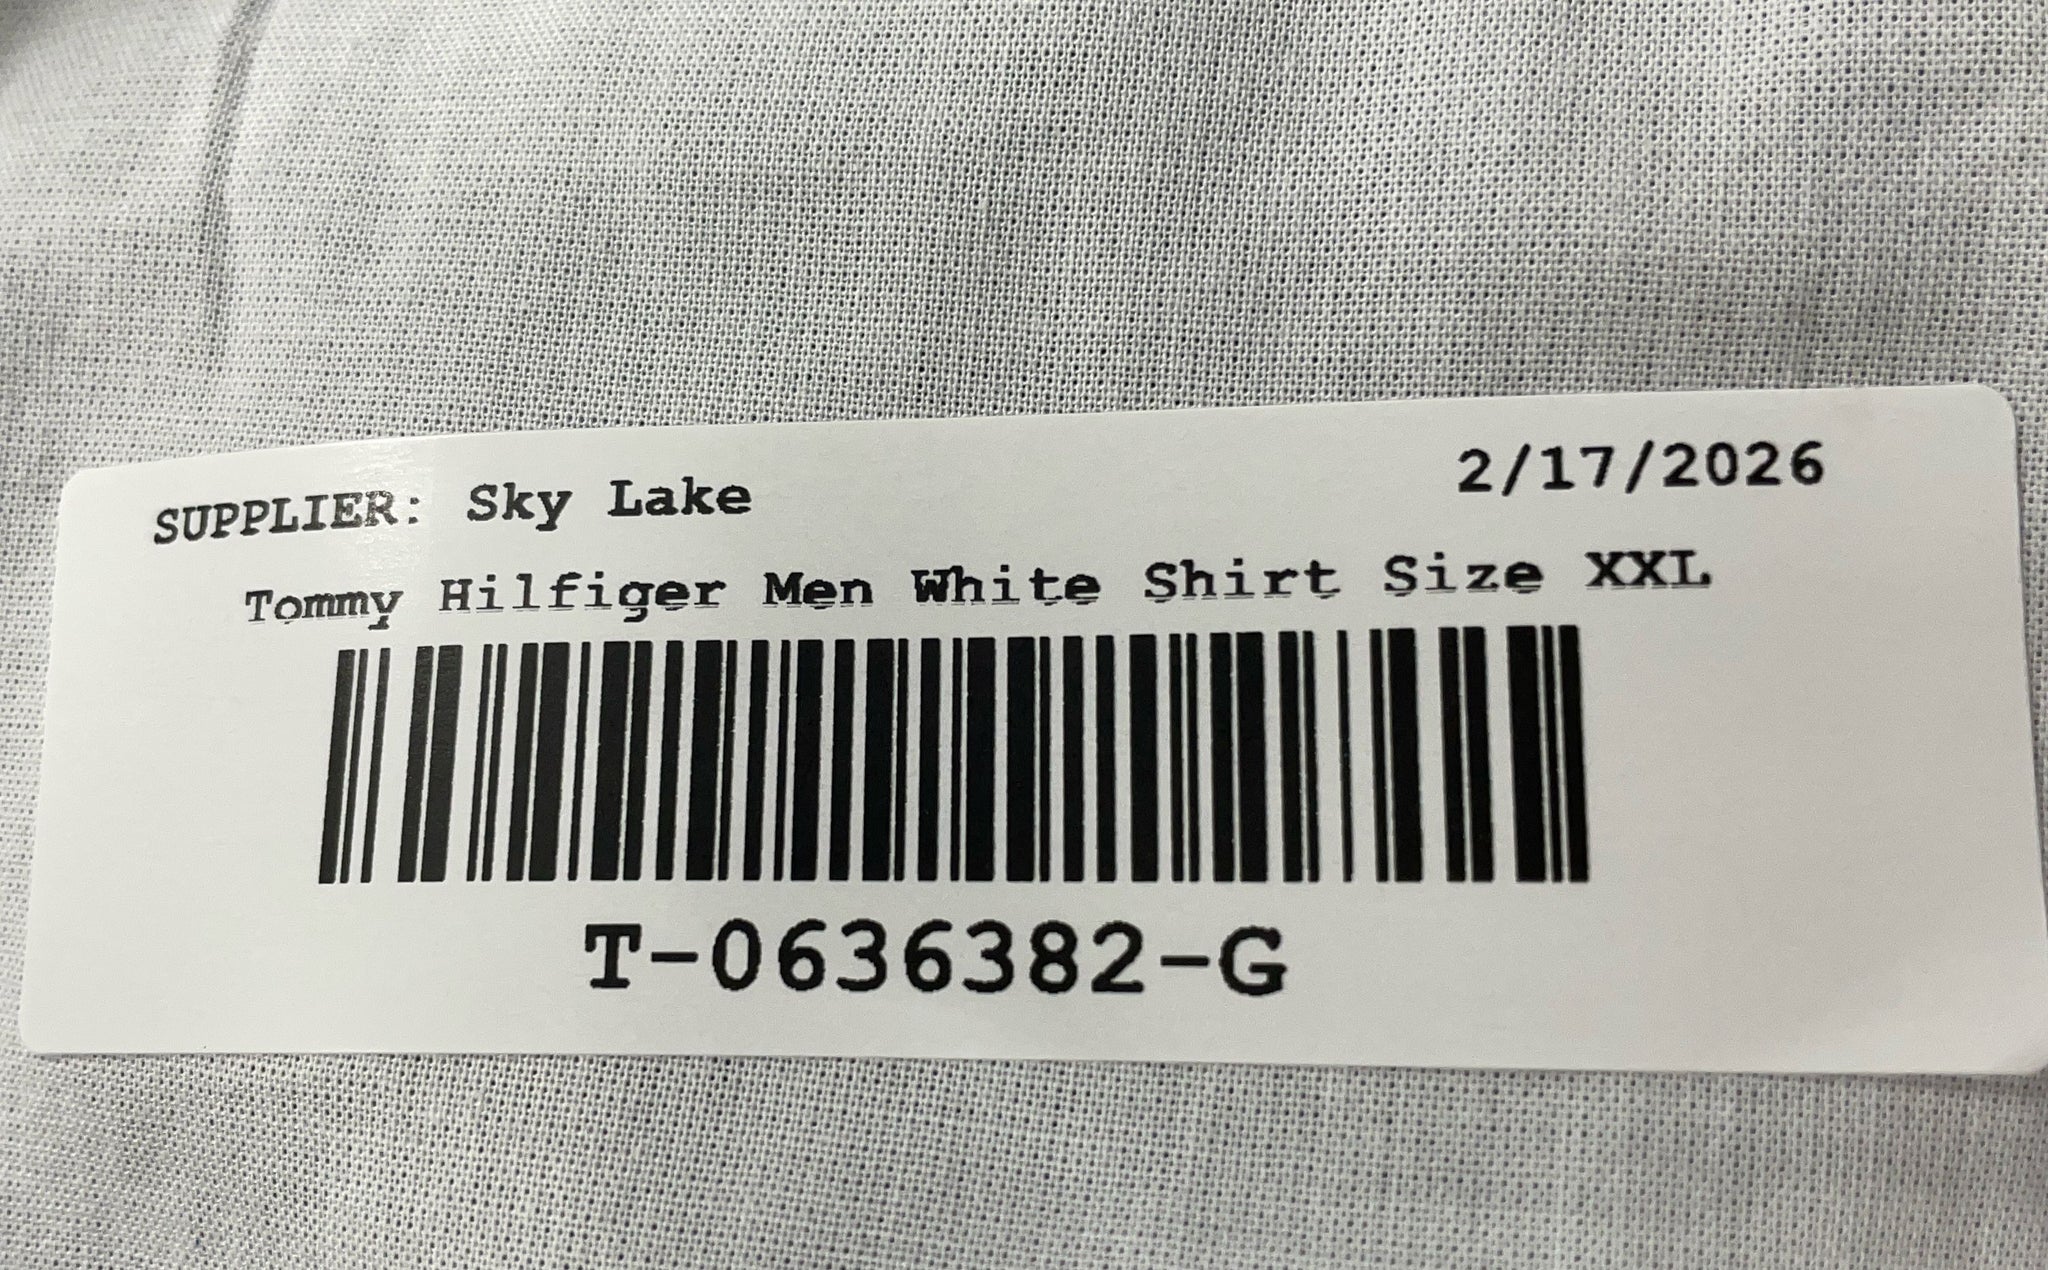 SUPPLIER: Sky Lake 2/17/2026
Tommy Hilfiger Men White Shirt Size XXL
T-0636382-G